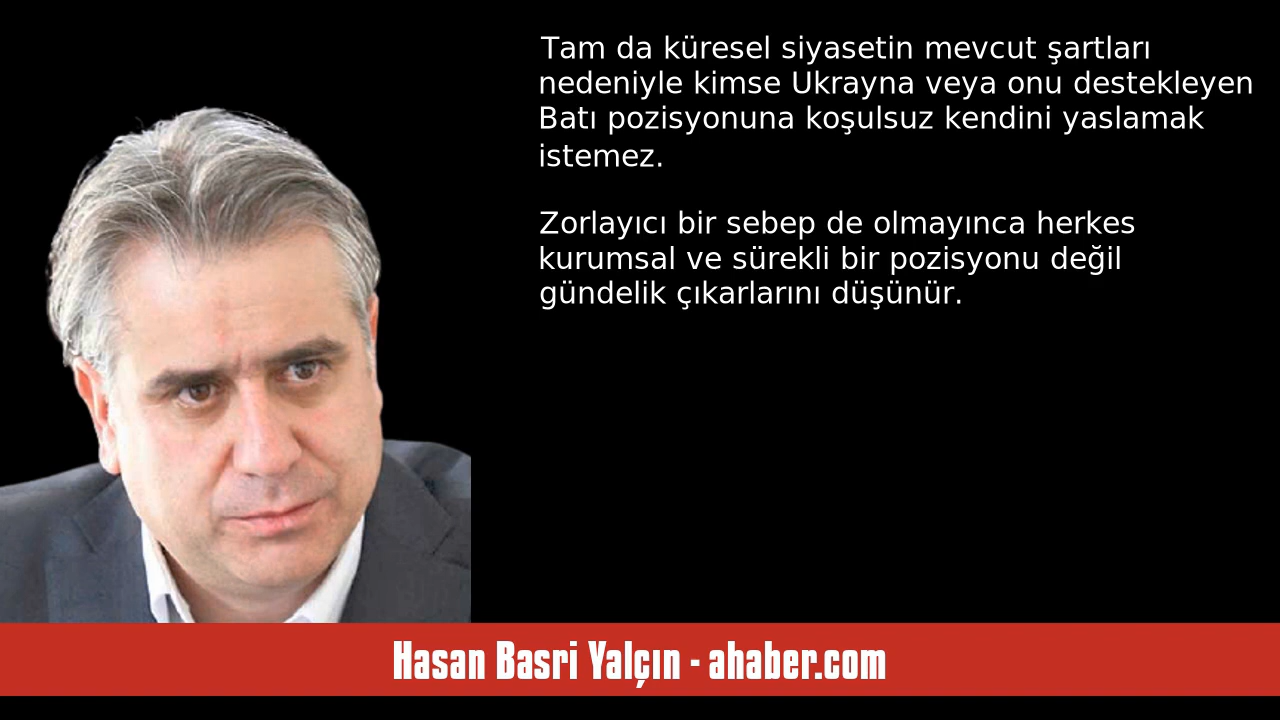 Tam da küresel siyasetin mevcut şartları
nedeniyle kimse Ukrayna veya onu destekleyen
Batı pozisyonuna koşulsuz kendini yaslamak
istemez.
Zorlayıcı bir sebep de olmayınca herkes
kurumsal ve sürekli bir pozisyonu değil
gündelik çıkarlarını düşünür.
Hasan Basri Yalçın - ahaber.com